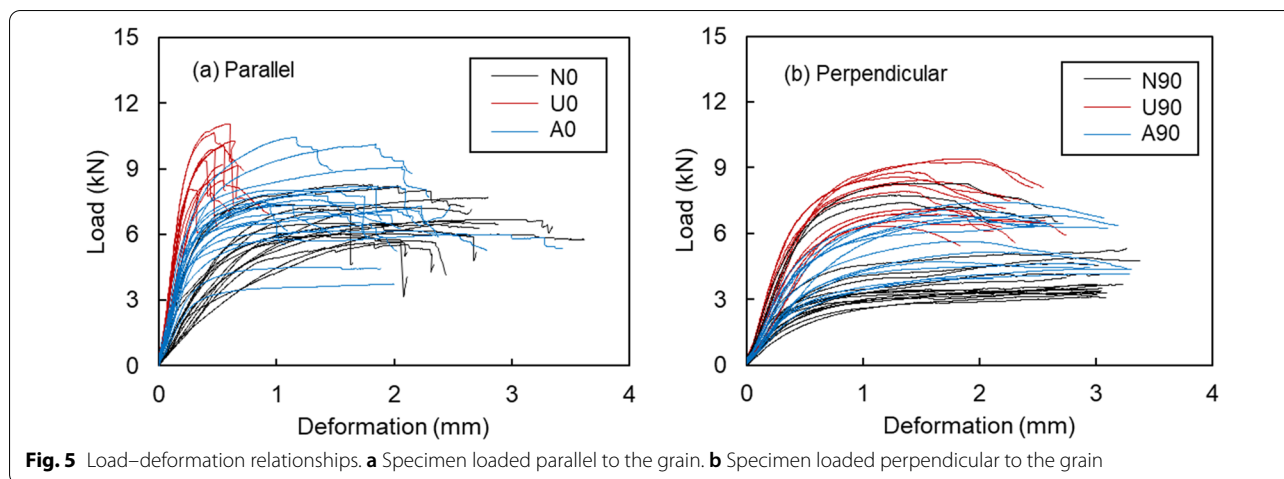 15
12
9
6
3
0
Load (kN)
(a) Parallel
N0
U0
A0
0 1 2 3 4
Deformation (mm)
15
12
9
6
3
0
Load (kN)
(b) Perpendicular
N90
U90
A90
0 1 2 3 4
Deformation (mm)
Fig. 5 Load–deformation relationships. a Specimen loaded parallel to the grain. b Specimen loaded perpendicular to the grain